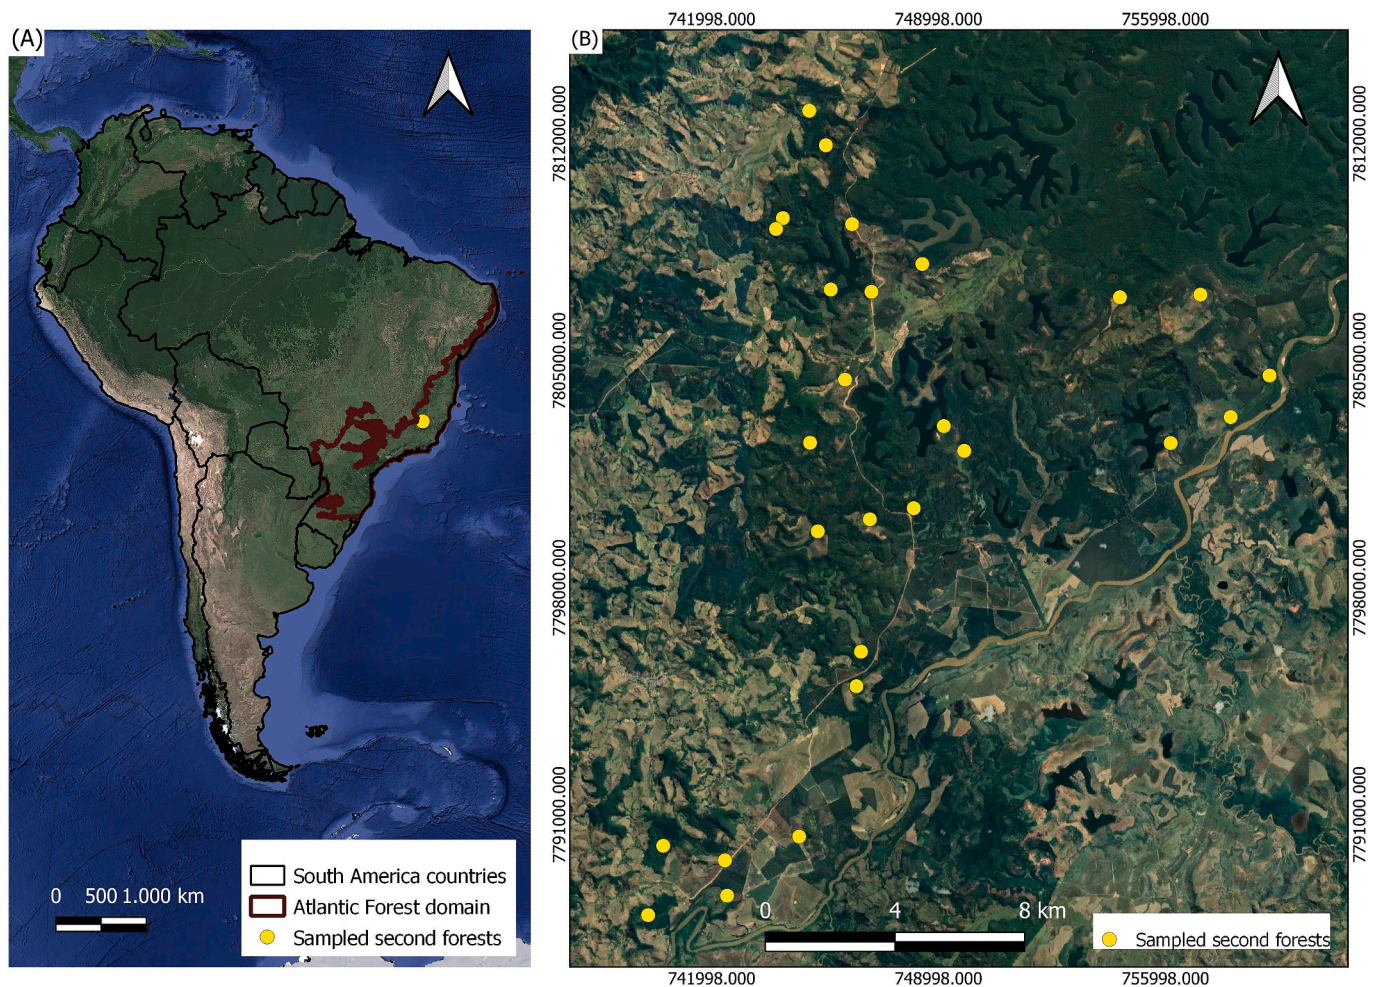 (A)
0 500 1.000 km
South America countries
Atlantic Forest domain
Sampled second forests
(B)
741998.000 748998.000 755998.000
7812000.000
7805000.000
7798000.000
7791000.000
7812000.000
7805000.000
7798000.000
7791000.000
0 4 8 km
Sampled second forests
741998.000 748998.000 755998.000